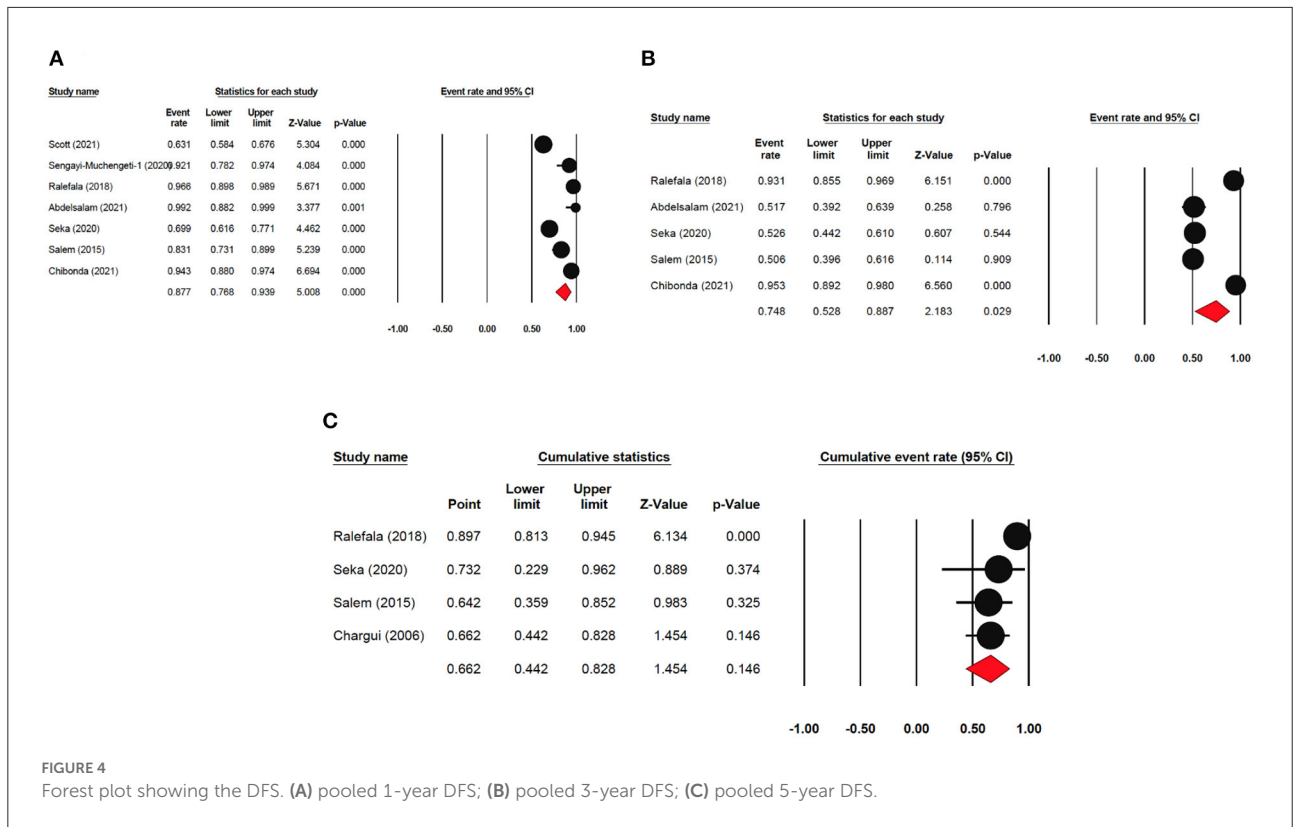 A
Study name Statistics for each study Event rate and 95% CI
Event rate Lower limit Upper limit Z-Value p-Value
Scott (2021) 0.631 0.584 0.676 5.304 0.000
Sengayi-Muchengeti-1 (2020) 0.921 0.782 0.974 4.084 0.000
Ralefala (2018) 0.966 0.898 0.989 5.671 0.000
Abdelsalam (2021) 0.992 0.882 0.999 3.377 0.001
Seka (2020) 0.699 0.616 0.771 4.462 0.000
Salem (2015) 0.831 0.731 0.899 5.239 0.000
Chibonda (2021) 0.943 0.880 0.974 6.694 0.000
0.877 0.768 0.939 5.008 0.000
-1.00 0.00 0.50 1.00
B
Study name Statistics for each study Event rate and 95% CI
Event rate Lower limit Upper limit Z-Value p-Value
Ralefala (2018) 0.931 0.855 0.969 6.151 0.000
Abdelsalam (2021) 0.517 0.392 0.639 0.258 0.796
Seka (2020) 0.526 0.442 0.610 0.607 0.544
Salem (2015) 0.506 0.396 0.616 0.114 0.909
Chibonda (2021) 0.953 0.892 0.980 6.560 0.000
0.748 0.528 0.887 2.183 0.029
-1.00 -0.50 0.00 0.50 1.00
C
Study name Cumulative statistics Cumulative event rate (95% CI)
Point Lower limit Upper limit Z-Value p-Value
Ralefala (2018) 0.897 0.813 0.945 6.134 0.000
Seka (2020) 0.732 0.229 0.962 0.889 0.374
Salem (2015) 0.642 0.359 0.852 0.983 0.325
Chargui (2006) 0.662 0.442 0.828 1.454 0.146
0.662 0.442 0.828 1.454 0.146
-1.00 -0.50 0.00 0.50 1.00
FIGURE 4
Forest plot showing the DFS. (A) pooled 1-year DFS; (B) pooled 3-year DFS; (C) pooled 5-year DFS.